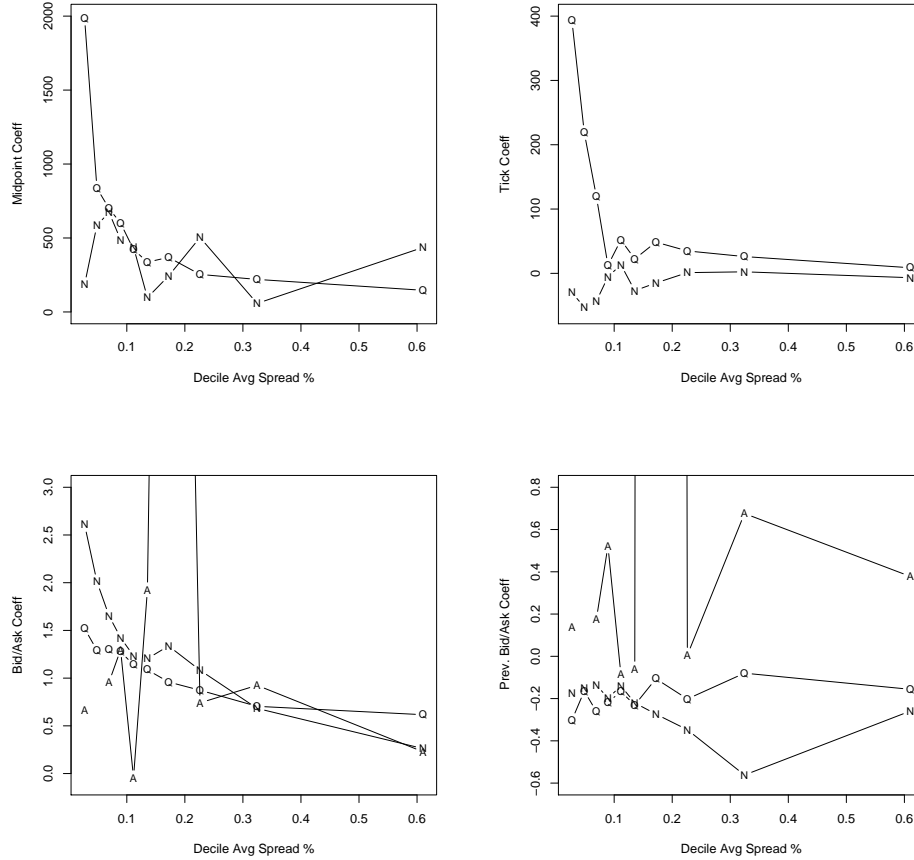 2000
1500
1000
500
0
Midpoint Coeff
Q Q Q Q Q Q Q Q Q Q
N N N N N N N N N N
0.1 0.2 0.3 0.4 0.5 0.6
Decile Avg Spread %
400
300
200
100
0
Tick Coeff
Q Q Q Q Q Q Q Q Q Q
N N N N N N N N N N
0.1 0.2 0.3 0.4 0.5 0.6
Decile Avg Spread %
3.0
2.5
2.0
1.5
1.0
0.5
0.0
Bid/Ask Coeff
N N N N N N N N N N
Q Q Q Q Q Q Q Q Q Q
A A A A A A A A
0.1 0.2 0.3 0.4 0.5 0.6
Decile Avg Spread %
0.8
0.6
0.4
0.2
0.0
−0.2
−0.4
−0.6
Prev. Bid/Ask Coeff
A A A A A A A A
Q Q Q Q Q Q Q Q Q Q
N N N N N N N N N N
0.1 0.2 0.3 0.4 0.5 0.6
Decile Avg Spread %